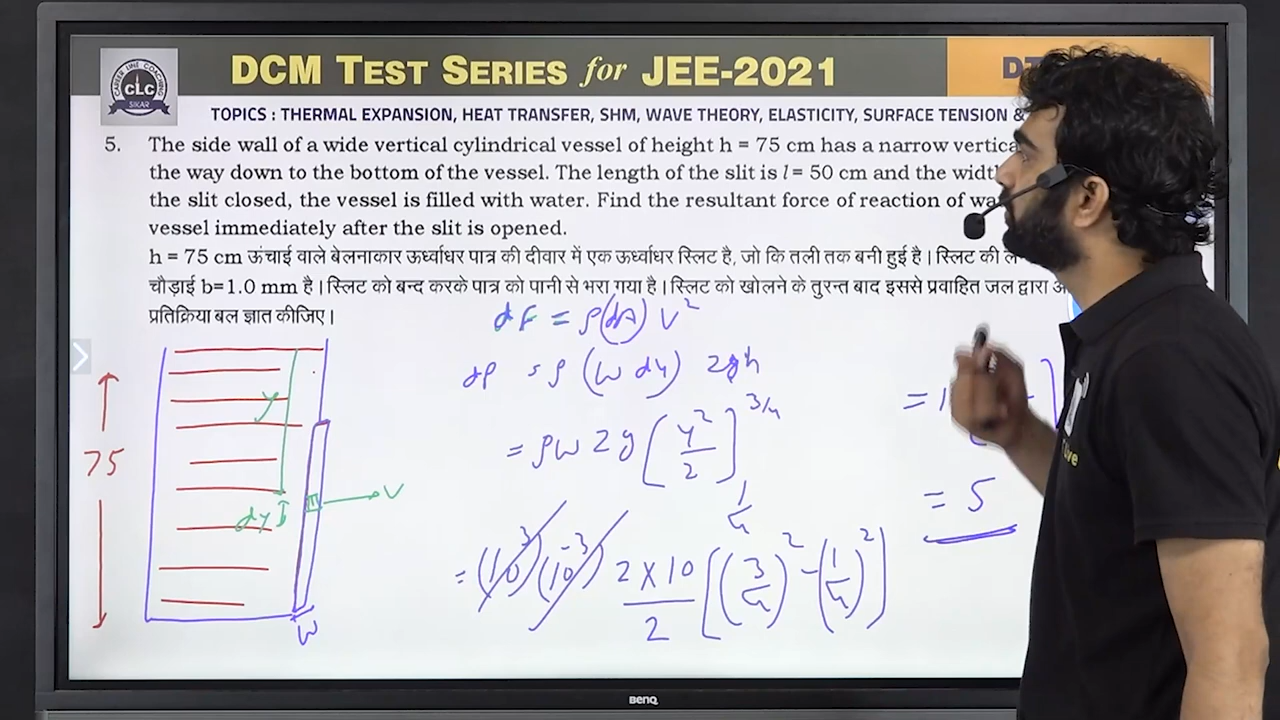 DCM TEST SERIES for JEE-2021
CAREER LINE COACHING
CLC
SIKAR
TOPICS : THERMAL EXPANSION, HEAT TRANSFER, SHM, WAVE THEORY, ELASTICITY, SURFACE TENSION &
5. The side wall of a wide vertical cylindrical vessel of height h = 75 cm has a narrow
the way down to the bottom of the vessel. The length of the slit is l = 50 cm and the
the slit closed, the vessel is filled with water. Find the resultant force of reaction of
vessel immediately after the slit is opened.
h = 75 cm ऊंचाई वाले बेलनाकार ऊर्ध्वाधर पात्र की दीवार में एक ऊर्ध्वाधर स्लिट है, जो कि तली तक बनी हुई है। स्लिट की
चौड़ाई b=1.0 mm है। स्लिट को बन्द करके पात्र को पानी से भरा गया है। स्लिट को खोलने के तुरन्त बाद इससे प्रवाहित जल द्वारा
प्रतिक्रिया बल ज्ञात कीजिए।
dF = ρ(dA) V²
= ρ (w dy) 2gh
= ρw 2g [y²/2]^3/4
1/4
= (10³)(10⁻³) 2×10/2 [(3/4)² - (1/4)²]
= 5
75
y
dy
V
W
BenQ